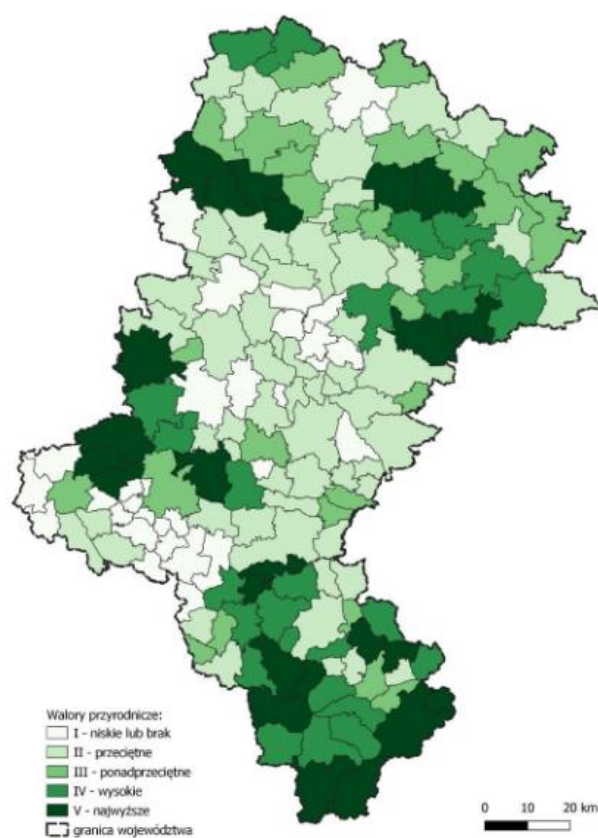 Walory przyrodnicze:
I - niskie lub brak
II - przeciętne
III - ponadprzeciętne
IV - wysokie
V - najwyższe
granica województwa
0 10 20 km